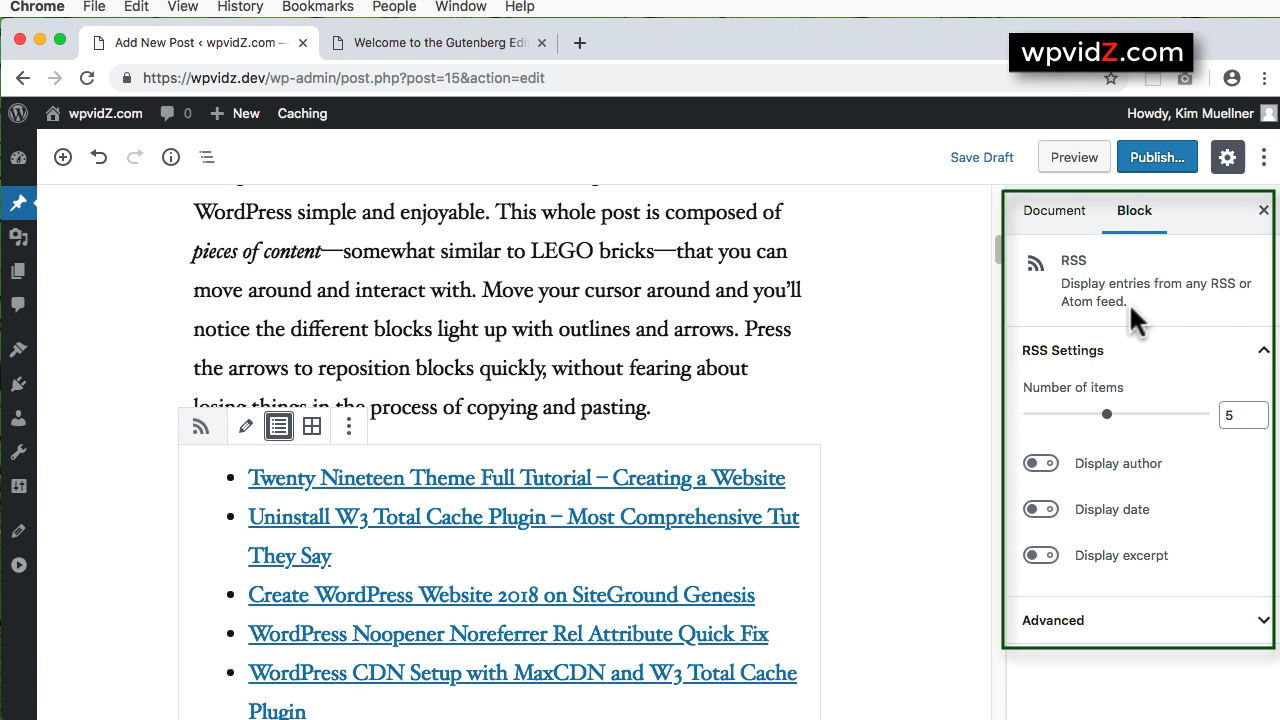 Chrome File Edit View History Bookmarks People Window Help
Add New Post ‹ wpvidZ.com —
Welcome to the Gutenberg Edi
wpvidZ.com
https://wpvidz.dev/wp-admin/post.php?post=15&action=edit
wpvidZ.com 0 New Caching Howdy, Kim Muellner
Save Draft Preview Publish...
WordPress simple and enjoyable. This whole post is composed of
pieces of content—somewhat similar to LEGO bricks—that you can
move around and interact with. Move your cursor around and you'll
notice the different blocks light up with outlines and arrows. Press
the arrows to reposition blocks quickly, without fearing about
losing things in the process of copying and pasting.
Twenty Nineteen Theme Full Tutorial – Creating a Website
Uninstall W3 Total Cache Plugin – Most Comprehensive Tut
They Say
Create WordPress Website 2018 on SiteGround Genesis
WordPress Noopener Noreferrer Rel Attribute Quick Fix
WordPress CDN Setup with MaxCDN and W3 Total Cache
Plugin
Document Block
RSS
Display entries from any RSS or
Atom feed.
RSS Settings
Number of items
5
Display author
Display date
Display excerpt
Advanced